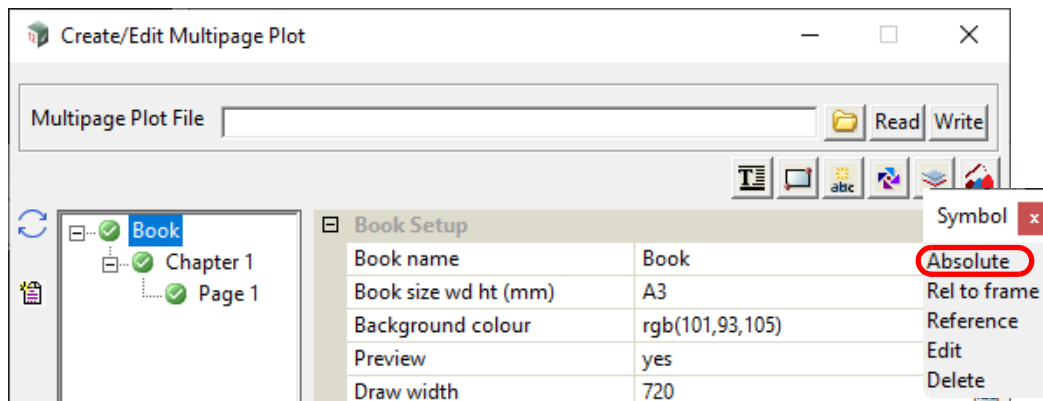 Create/Edit Multipage Plot
Multipage Plot File Read Write
T abc
Symbol x
Book Book Setup Absolute
Chapter 1 Book name Book Rel to frame
Page 1 Book size wd ht (mm) A3 Reference
Background colour rgb(101,93,105) Edit
Preview yes Delete
Draw width 720